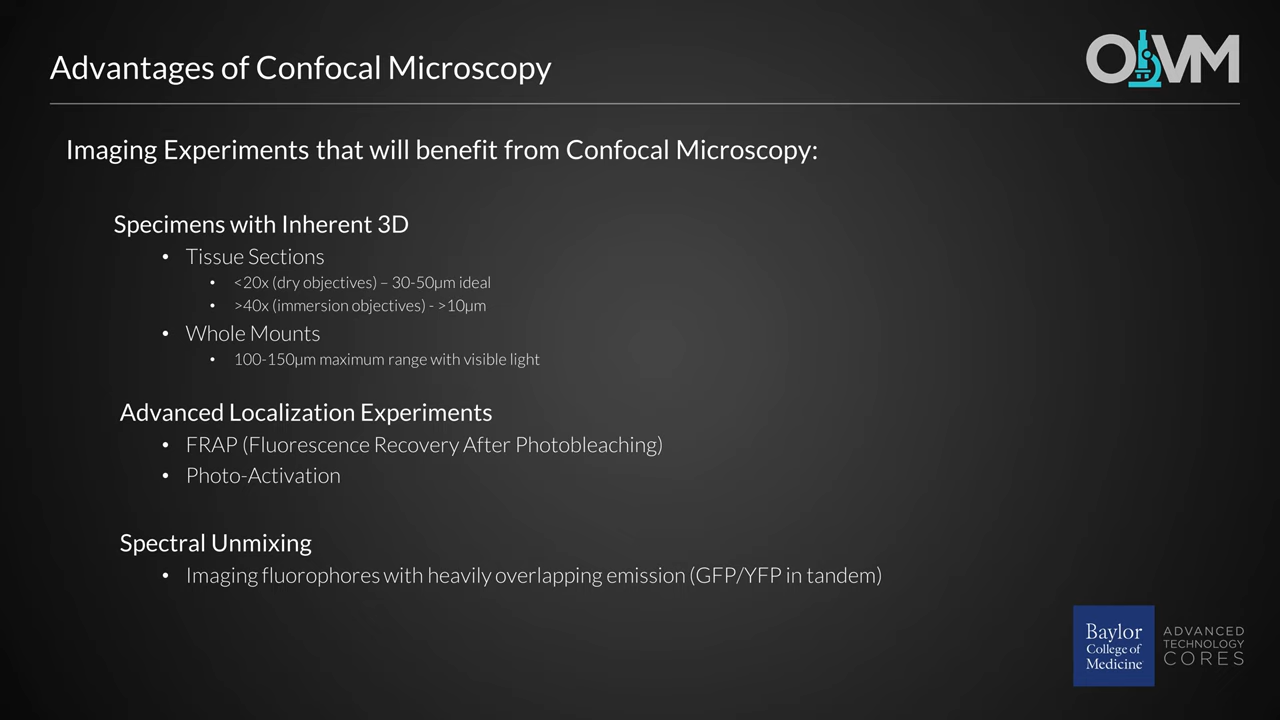 Advantages of Confocal Microscopy
OiVM
Imaging Experiments that will benefit from Confocal Microscopy:
Specimens with Inherent 3D
• Tissue Sections
• <20x (dry objectives) – 30-50µm ideal
• >40x (immersion objectives) - >10µm
• Whole Mounts
• 100-150µm maximum range with visible light
Advanced Localization Experiments
• FRAP (Fluorescence Recovery After Photobleaching)
• Photo-Activation
Spectral Unmixing
• Imaging fluorophores with heavily overlapping emission (GFP/YFP in tandem)
Baylor
College of
Medicine
ADVANCED
TECHNOLOGY
CORES